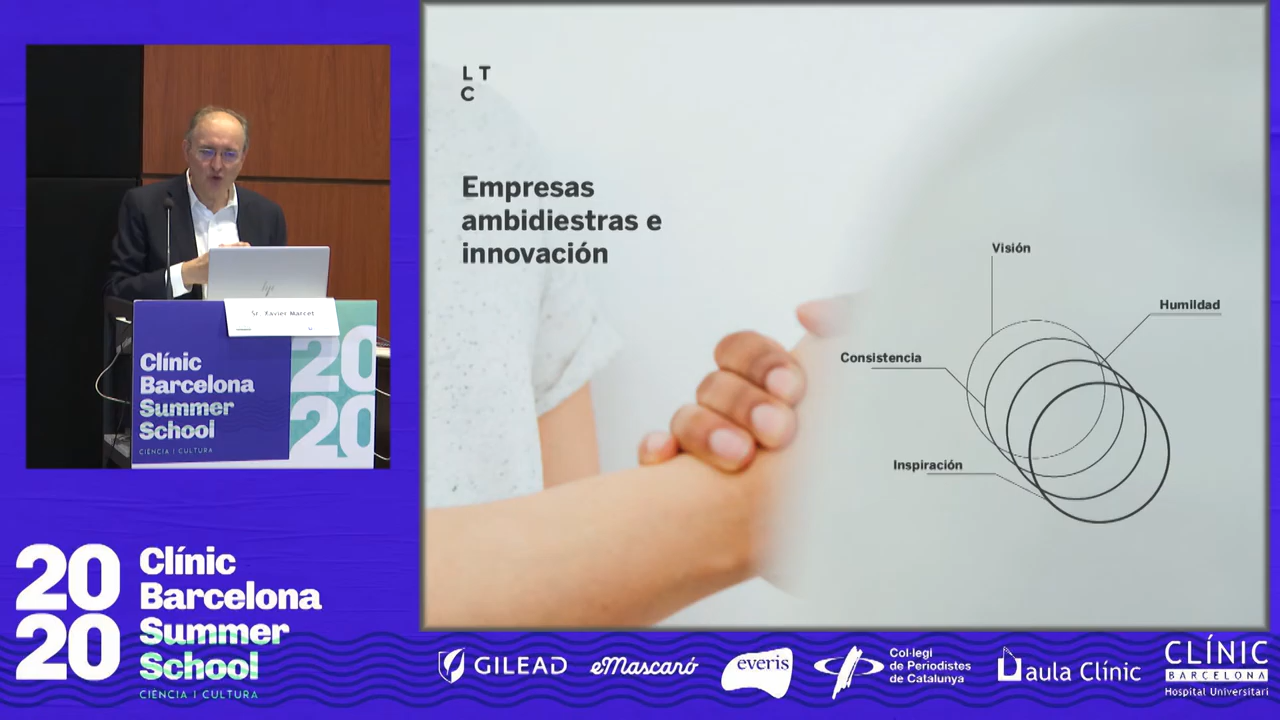 L T
C
Empresas
ambidiestras e
innovación
Visión
Humildad
Consistencia
Inspiración
hp
Sr. Xavier Marcet
Clínic
Barcelona
Summer
School
CIÈNCIA I CULTURA
20
20
20
20
Clínic
Barcelona
Summer
School
CIÈNCIA I CULTURA
GILEAD
eMascaró
everis
Col·legi
de Periodistes
de Catalunya
aula Clínic
CLÍNIC
BARCELONA
Hospital Universitari